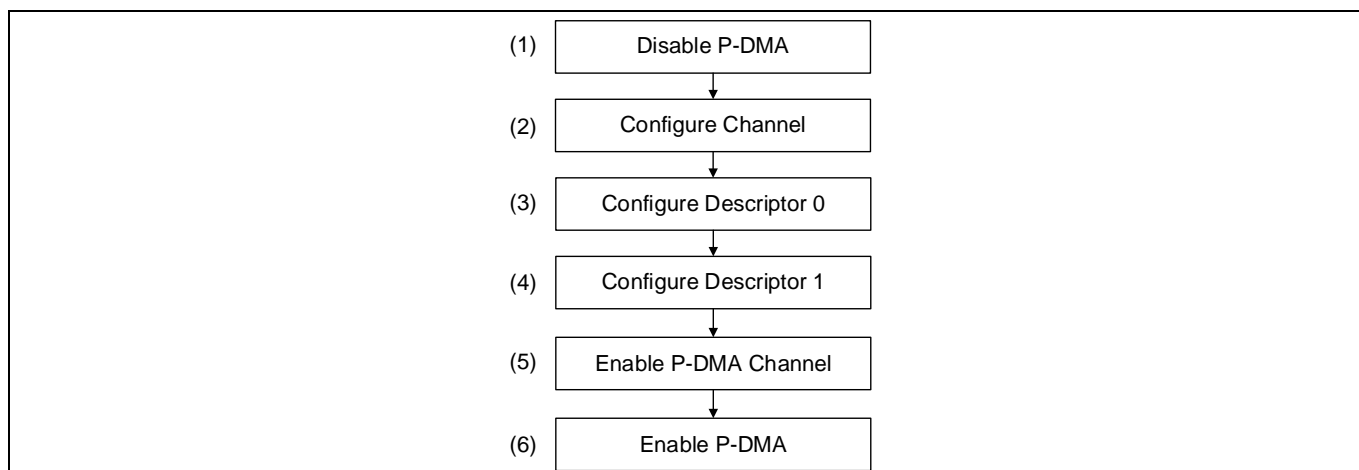 (1) Disable P-DMA
(2) Configure Channel
(3) Configure Descriptor 0
(4) Configure Descriptor 1
(5) Enable P-DMA Channel
(6) Enable P-DMA